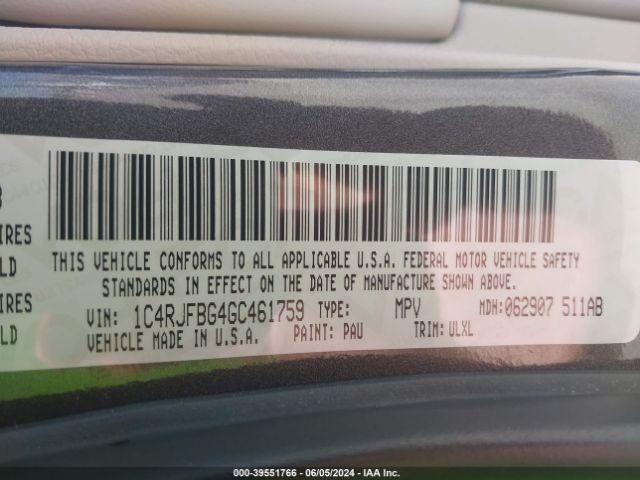 THIS VEHICLE CONFORMS TO ALL APPLICABLE U.S.A. FEDERAL MOTOR VEHICLE SAFETY
STANDARDS IN EFFECT ON THE DATE OF MANUFACTURE SHOWN ABOVE.
VIN: 1C4RJFBG4GC461759 TYPE: MPV MDH: 062907 511AB
VEHICLE MADE IN U.S.A. PAINT: PAU TRIM: ULXL
IRES
LD
IRES
LD
000-39551766 - 06/05/2024 - IAA Inc.